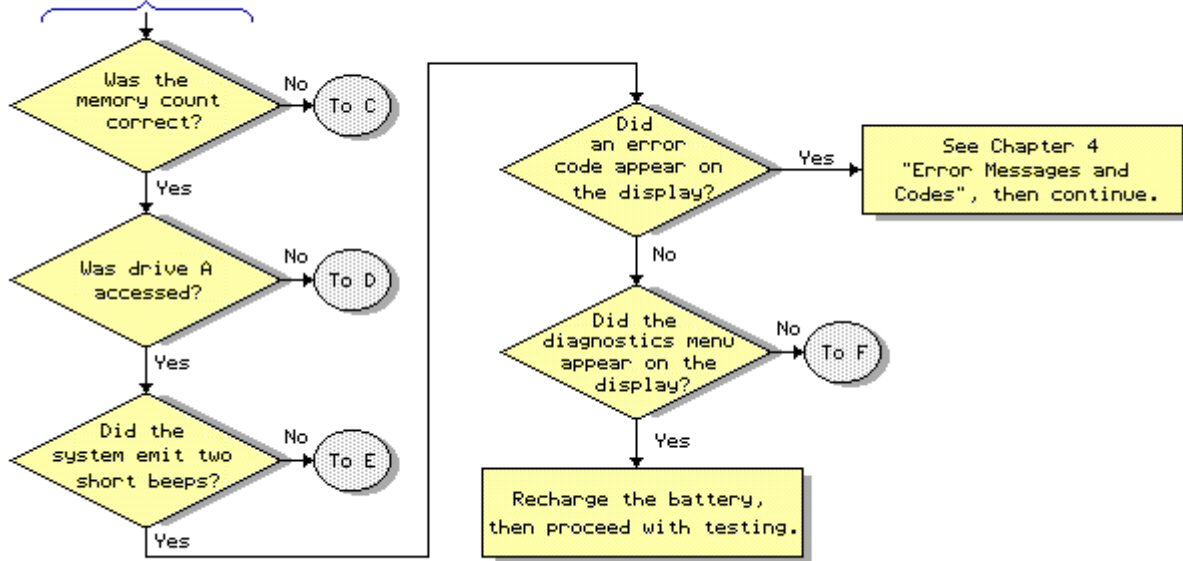 Was the
memory count
correct?
No
To C
Yes
Was drive A
accessed?
No
To D
Yes
Did the
system emit two
short beeps?
No
To E
Yes
Did
an error
code appear on
the display?
Yes
See Chapter 4
"Error Messages and
Codes", then continue.
No
Did the
diagnostics menu
appear on the
display?
No
To F
Yes
Recharge the battery,
then proceed with testing.